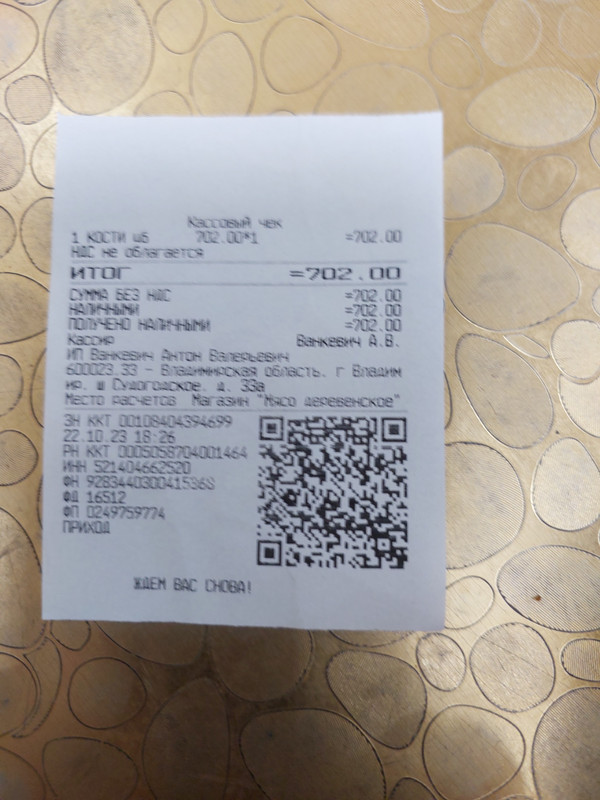 Кассовый чек
1 КОСТИ цб 702.00*1 =702.00
НДС не облагается
ИТОГ =702.00
СУММА БЕЗ НДС =702.00
НАЛИЧНЫМИ =702.00
ПОЛУЧЕНО НАЛИЧНЫМИ =702.00
Кассир Ванкевич А.В.
ИП Ванкевич Антон Валерьевич
600023,33 - Владимирская область, г Владим
ир, ш Судогодское, д. 33а
Место расчетов Магазин "Мясо деревенское"
ЗН ККТ 00108404394699
22.10.23 18:26
РН ККТ 0005058704001464
ИНН 521404662520
ФН 9283440300415368
ФД 16512
ФП 0249759774
ПРИХОД
ЖДЕМ ВАС СНОВА!